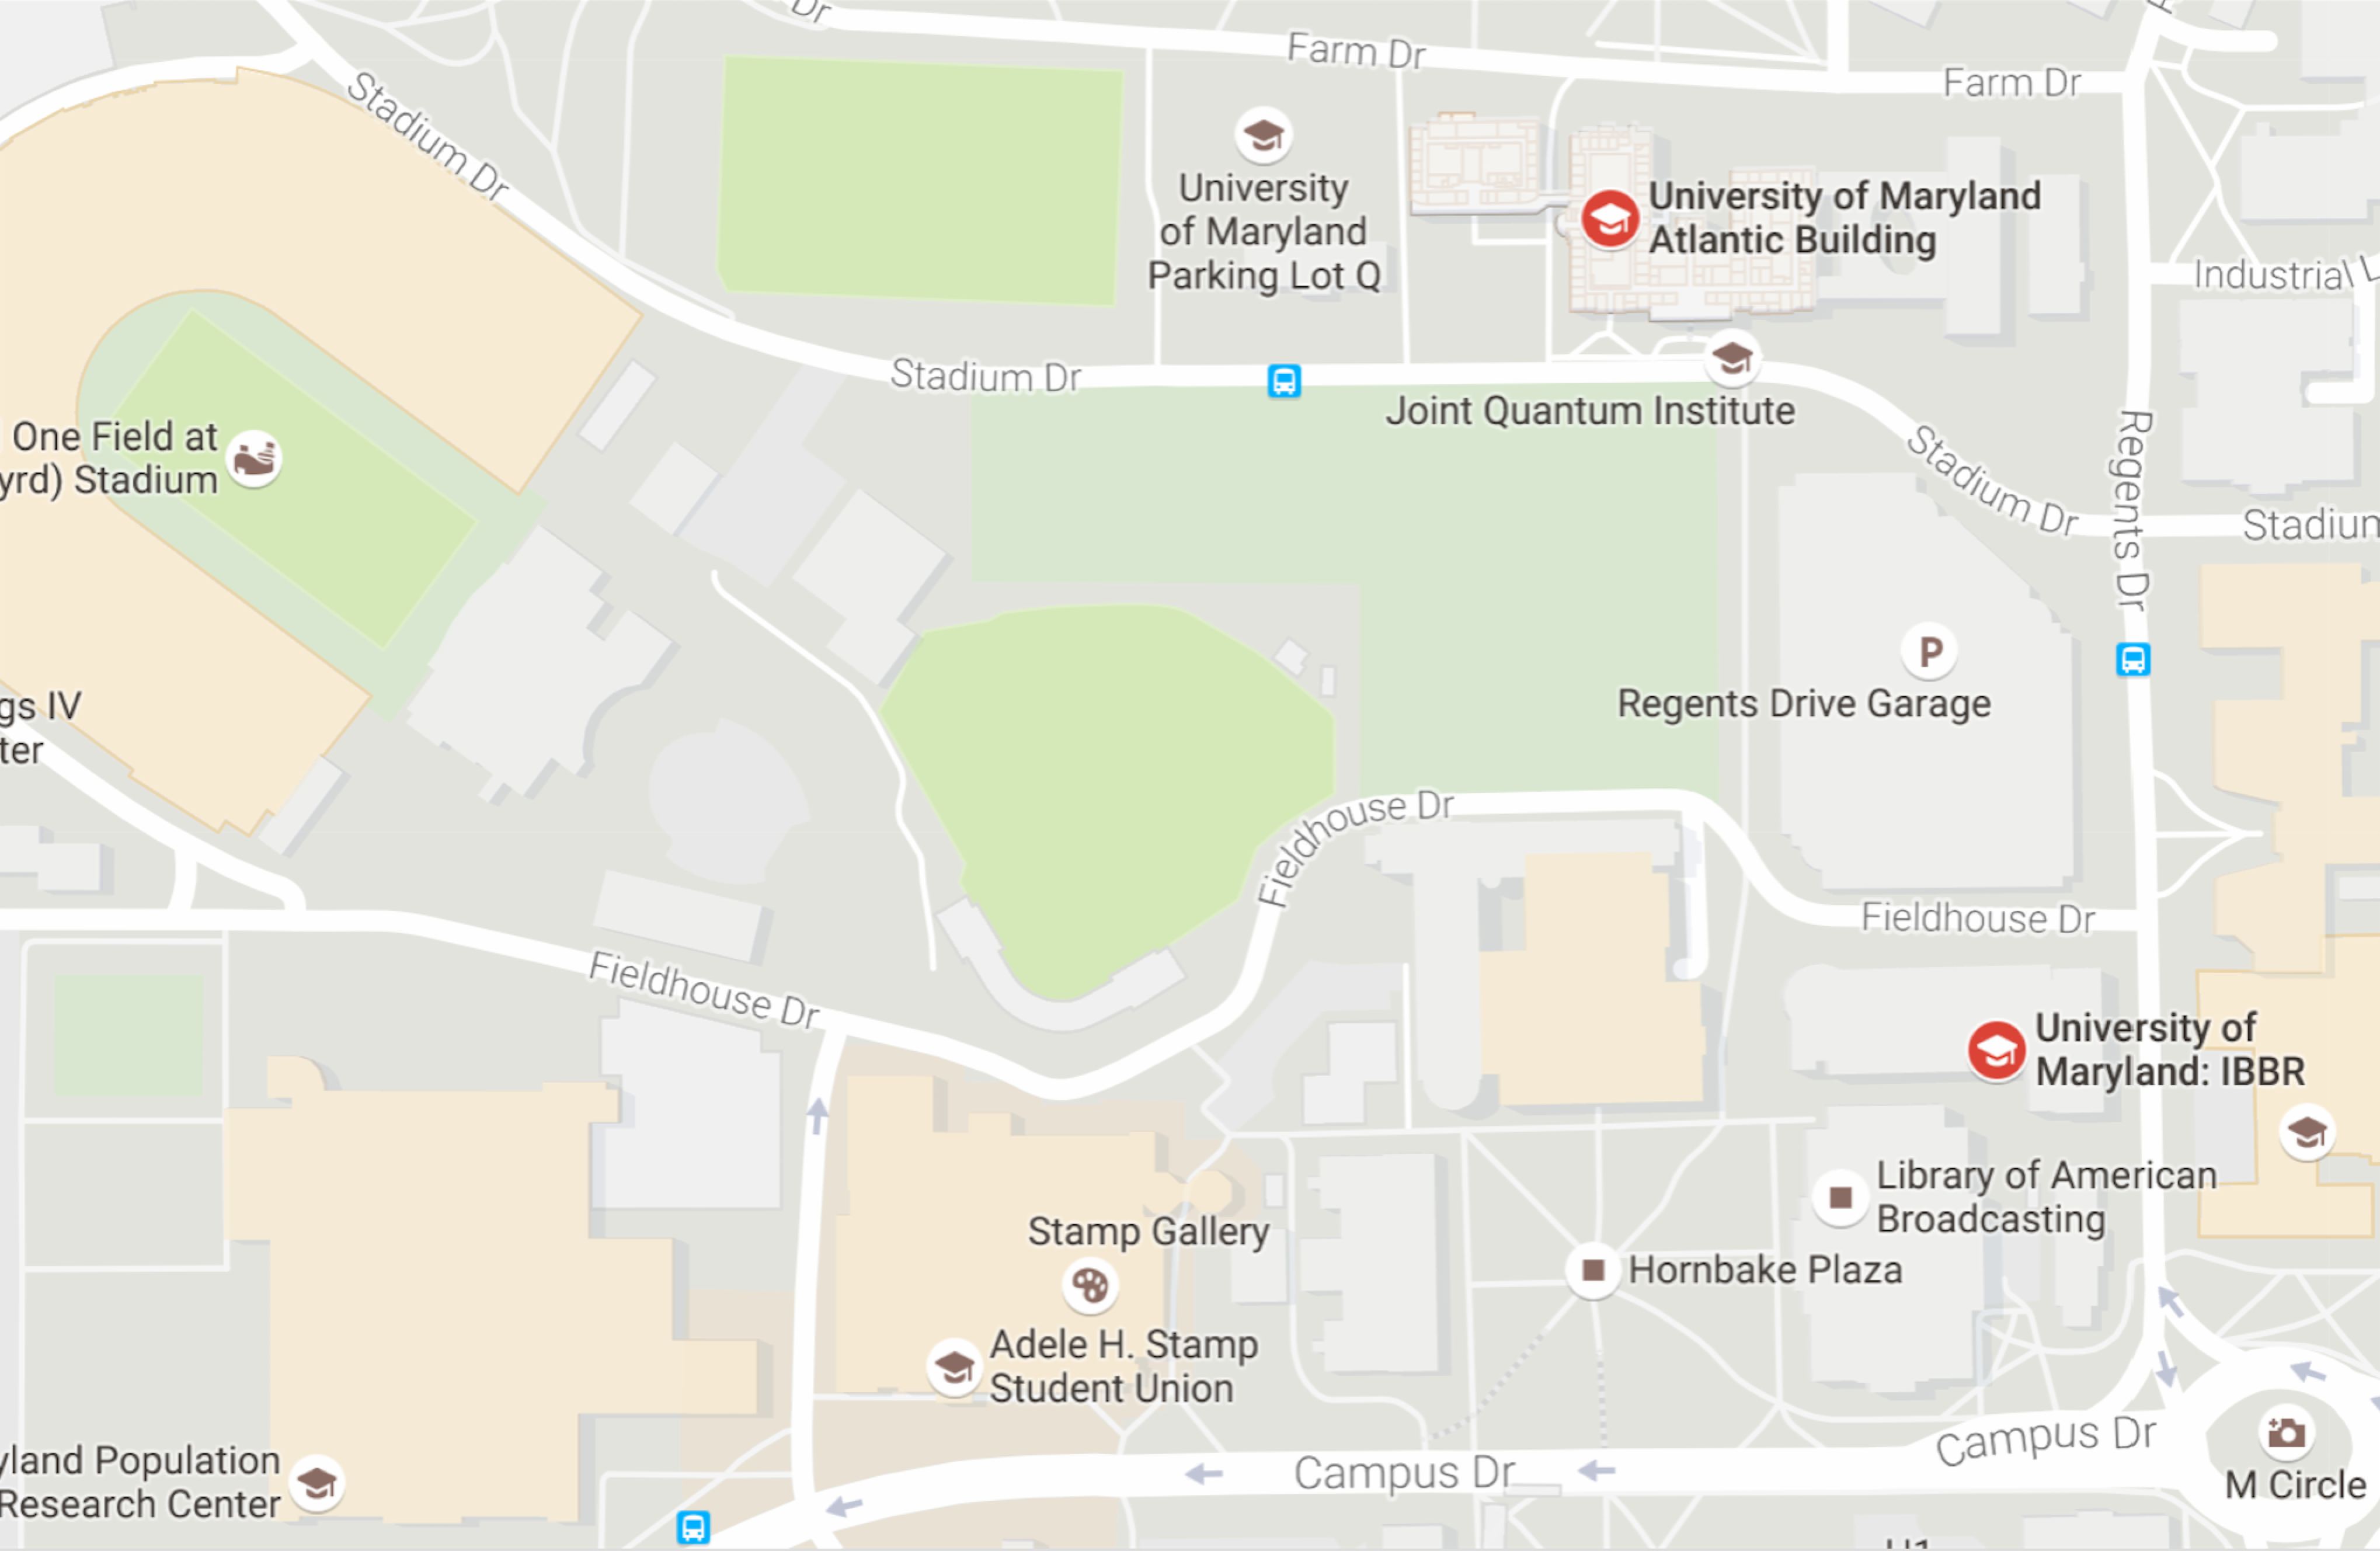 Dr
Farm Dr
Farm Dr
Stadium Dr
University
of Maryland
Parking Lot Q
University of Maryland
Atlantic Building
Industrial
Stadium Dr
Joint Quantum Institute
One Field at
yrd) Stadium
Stadium Dr
Regents Dr
Stadium
P
Regents Drive Garage
gs IV
ter
Fieldhouse Dr
Fieldhouse Dr
Fieldhouse Dr
University of
Maryland: IBBR
Library of American
Broadcasting
Stamp Gallery
Hornbake Plaza
Adele H. Stamp
Student Union
Campus Dr
Campus Dr
yland Population
Research Center
M Circle